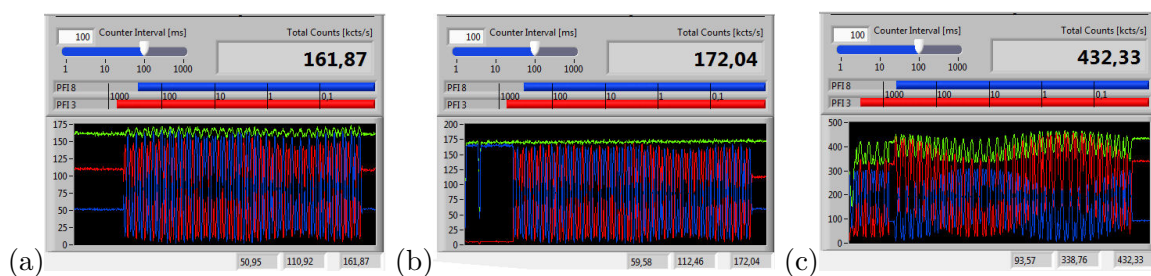 100 Counter Interval [ms] Total Counts [kcts/s]
161,87
1 10 100 1000
PFI 8
1000 100 10 1 0,1
PFI 3
175
150
125
100
75
50
25
0
(a) 50,95 110,92 161,87
100 Counter Interval [ms] Total Counts [kcts/s]
172,04
1 10 100 1000
PFI 8
1000 100 10 1 0,1
PFI 3
200
175
150
125
100
75
50
25
0
(b) 59,58 112,46 172,04
100 Counter Interval [ms] Total Counts [kcts/s]
432,33
1 10 100 1000
PFI 8
1000 100 10 1 0,1
PFI 3
500
400
300
200
100
0
(c) 93,57 338,76 432,33